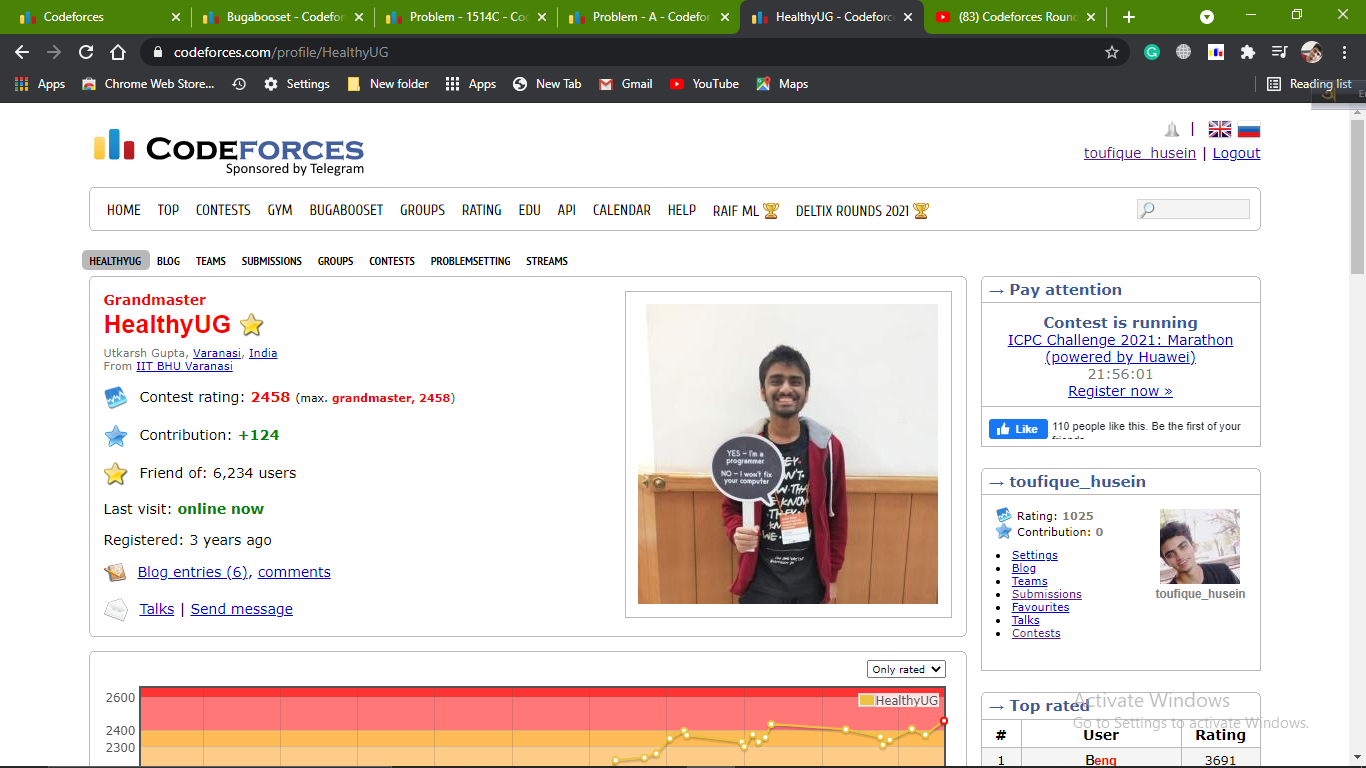 Codeforces
Bugabooset - Codefor
Problem - 1514C - Co
Problem - A - Codefor
HealthyUG - Codeforc
(83) Codeforces Roun
codeforces.com/profile/HealthyUG
Apps
Chrome Web Store...
Settings
New folder
Apps
New Tab
Gmail
YouTube
Maps
Reading list
CODEFORCES
Sponsored by Telegram
toufique_husein | Logout
HOME TOP CONTESTS GYM BUGABOOSET GROUPS RATING EDU API CALENDAR HELP RAIF ML DELTIX ROUNDS 2021
HEALTHYUG BLOG TEAMS SUBMISSIONS GROUPS CONTESTS PROBLEMSETTING STREAMS
Grandmaster
HealthyUG
Utkarsh Gupta, Varanasi, India
From IIT BHU Varanasi
Contest rating: 2458 (max. grandmaster, 2458)
Contribution: +124
Friend of: 6,234 users
Last visit: online now
Registered: 3 years ago
Blog entries (6), comments
Talks | Send message
YES – I'm a
programmer
NO – I won't fix
your computer
→ Pay attention
Contest is running
ICPC Challenge 2021: Marathon
(powered by Huawei)
21:56:01
Register now »
Like
110 people like this. Be the first of your
→ toufique_husein
Rating: 1025
Contribution: 0
Settings
Blog
Teams
Submissions
Favourites
Talks
Contests
toufique_husein
Only rated
2600
2400
2300
HealthyUG
→ Top rated
# User Rating
1 Benq 3691
Activate Windows
Go to Settings to activate Windows.